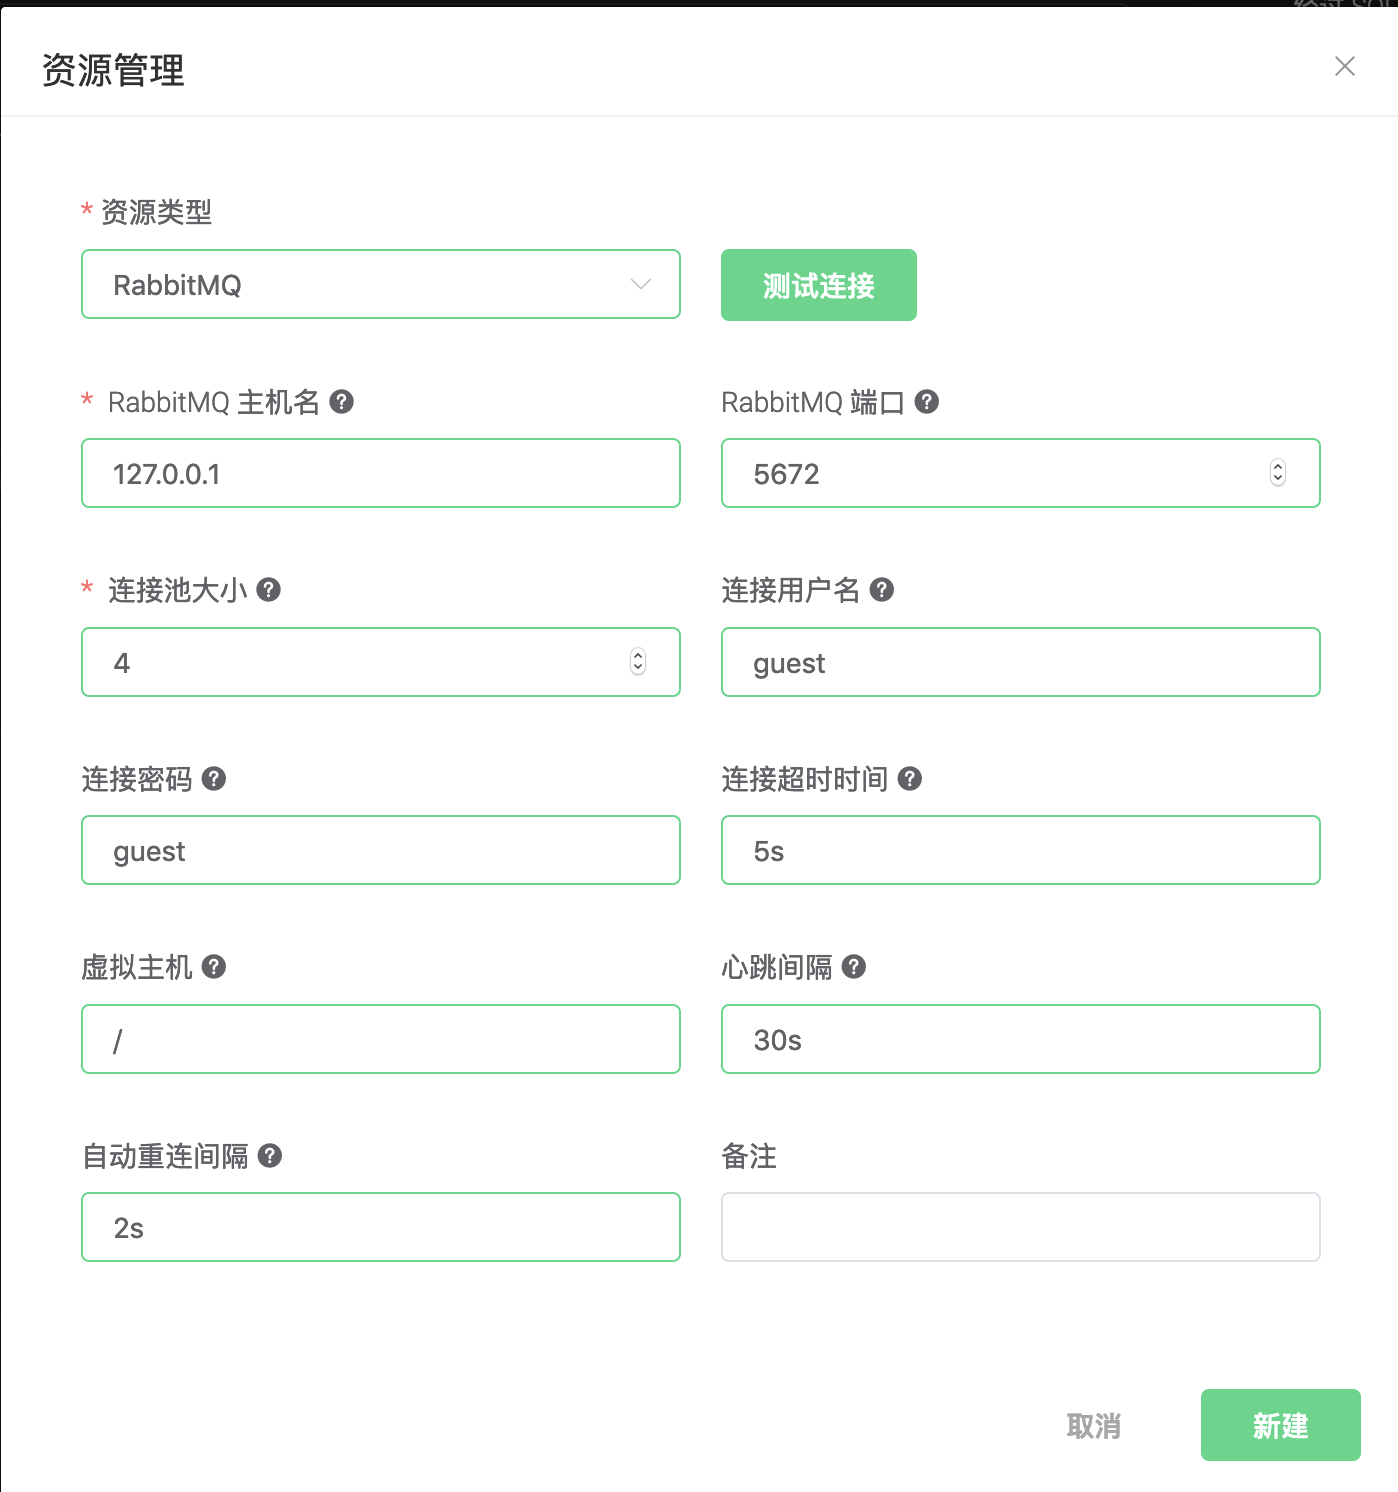 资源管理
* 资源类型
RabbitMQ
测试连接
* RabbitMQ 主机名
RabbitMQ 端口
127.0.0.1
5672
* 连接池大小
连接用户名
4
guest
连接密码
连接超时时间
guest
5s
虚拟主机
心跳间隔
/
30s
自动重连间隔
备注
2s
取消
新建